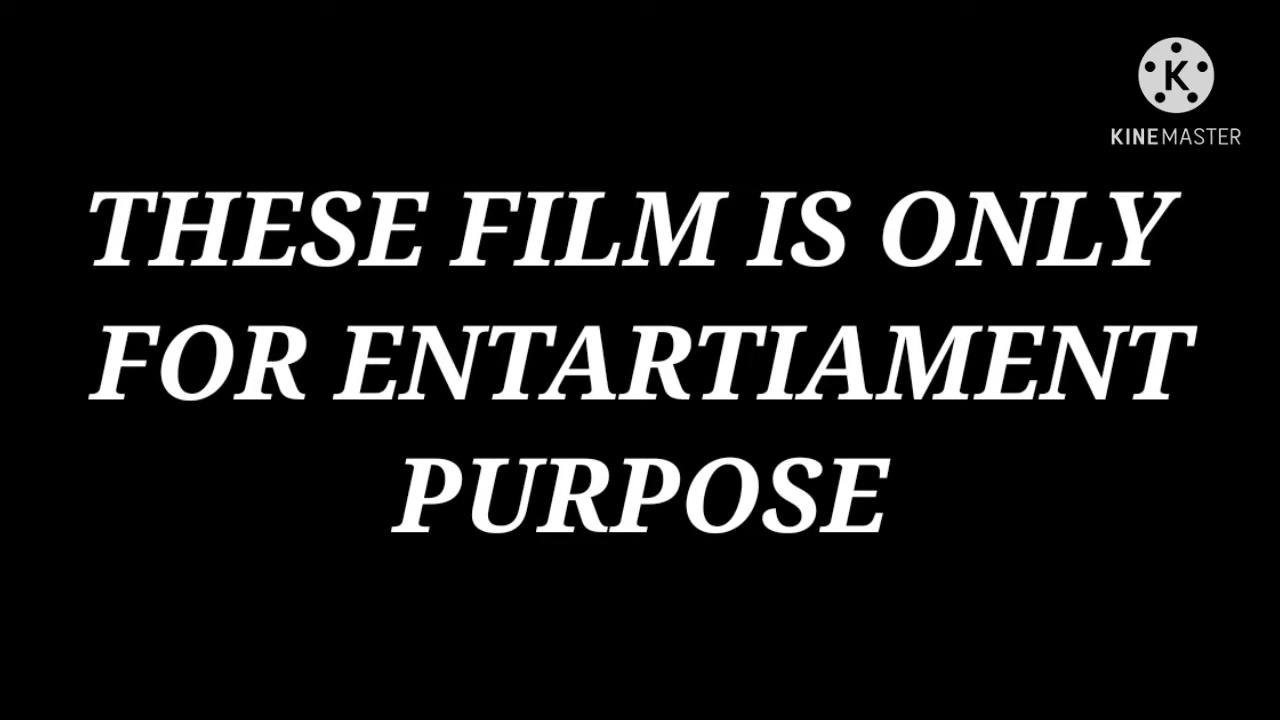 K
KINEMASTER
THESE FILM IS ONLY
FOR ENTARTIAMENT
PURPOSE